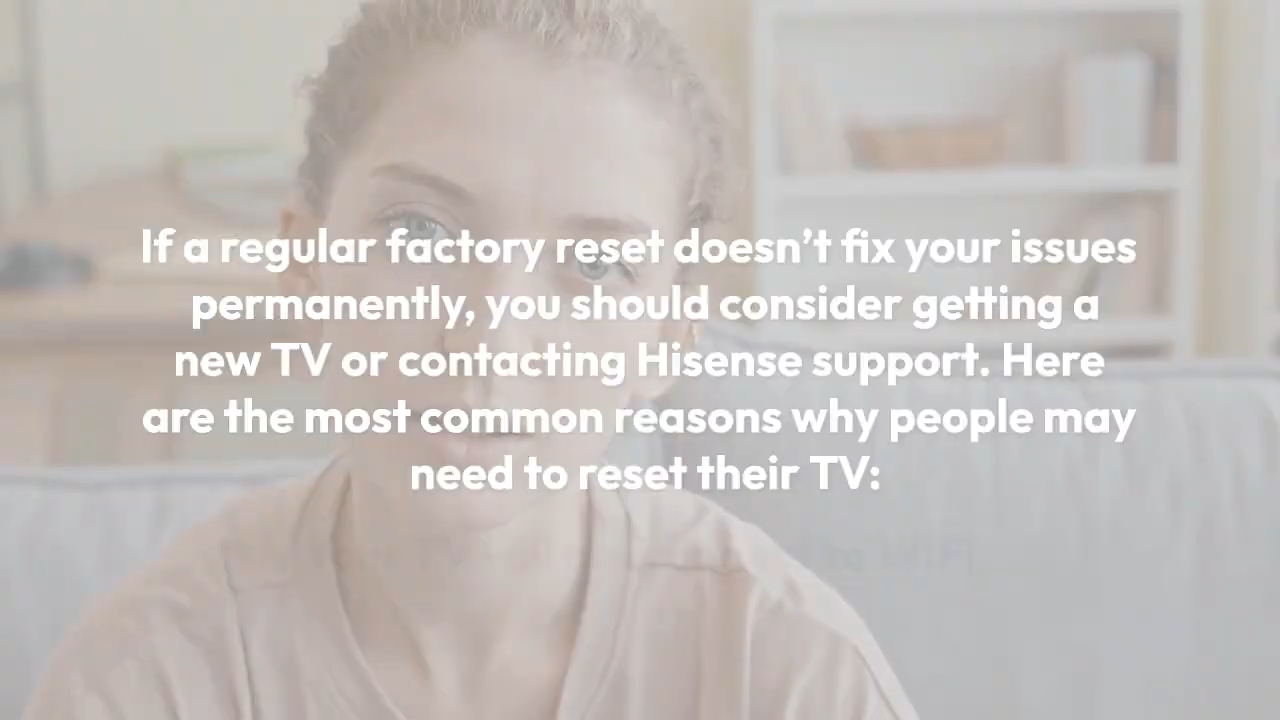 If a regular factory reset doesn’t fix your issues
permanently, you should consider getting a
new TV or contacting Hisense support. Here
are the most common reasons why people may
need to reset their TV: